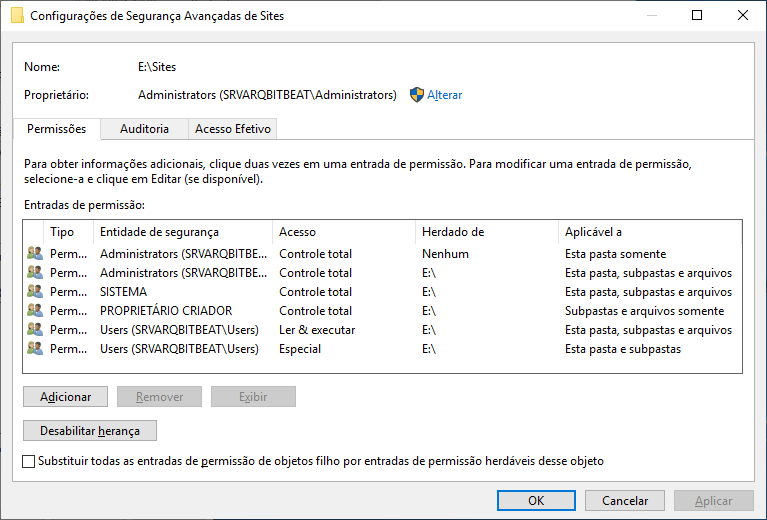 Configurações de Segurança Avançadas de Sites
Nome: E:\Sites
Proprietário: Administrators (SRVARQBITBEAT\Administrators) Alterar
Permissões Auditoria Acesso Efetivo
Para obter informações adicionais, clique duas vezes em uma entrada de permissão. Para modificar uma entrada de permissão,
selecione-a e clique em Editar (se disponível).
Entradas de permissão:
Tipo Entidade de segurança Acesso Herdado de Aplicável a
Perm... Administrators (SRVARQBITBE... Controle total Nenhum Esta pasta somente
Perm... Administrators (SRVARQBITBE... Controle total E:\ Esta pasta, subpastas e arquivos
Perm... SISTEMA Controle total E:\ Esta pasta, subpastas e arquivos
Perm... PROPRIETÁRIO CRIADOR Controle total E:\ Subpastas e arquivos somente
Perm... Users (SRVARQBITBEAT\Users) Ler & executar E:\ Esta pasta, subpastas e arquivos
Perm... Users (SRVARQBITBEAT\Users) Especial E:\ Esta pasta e subpastas
Adicionar Remover Exibir
Desabilitar herança
Substituir todas as entradas de permissão de objetos filho por entradas de permissão herdáveis desse objeto
OK Cancelar Aplicar